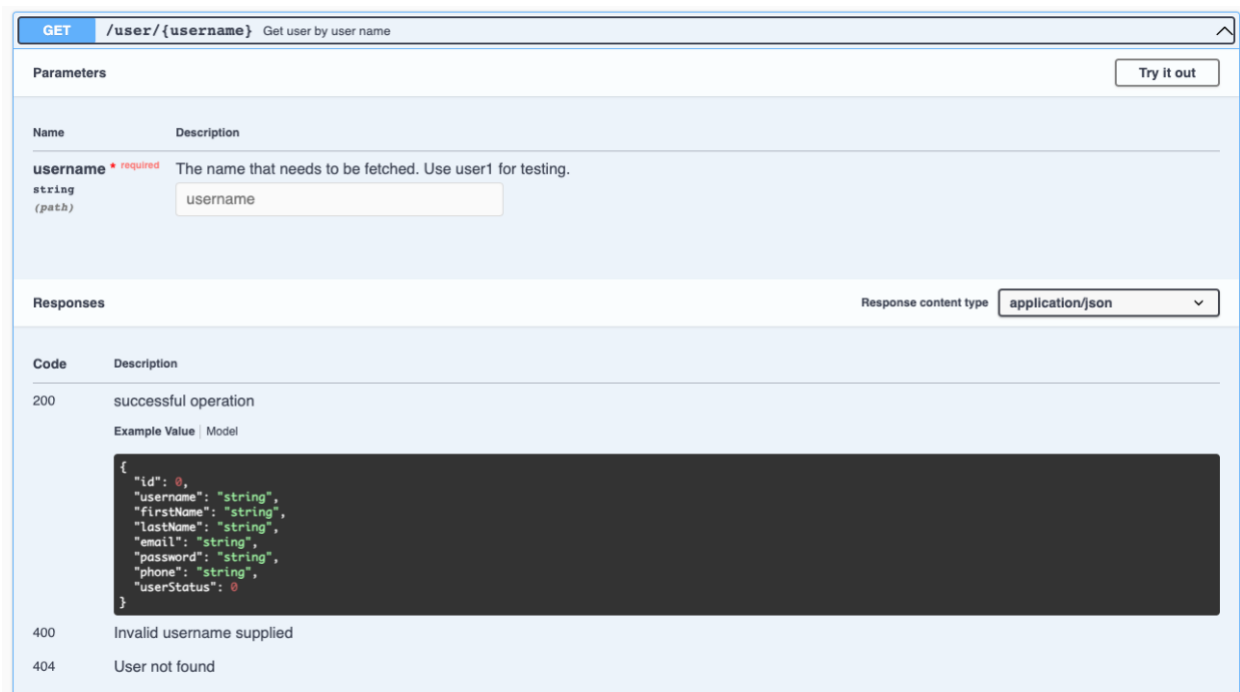 GET /user/{username} Get user by user name
Parameters
Try it out
Name Description
username * required The name that needs to be fetched. Use user1 for testing.
string
(path)
username
Responses Response content type application/json
Code Description
200 successful operation
Example Value | Model
{
"id": 0,
"username": "string",
"firstName": "string",
"lastName": "string",
"email": "string",
"password": "string",
"phone": "string",
"userStatus": 0
}
400 Invalid username supplied
404 User not found